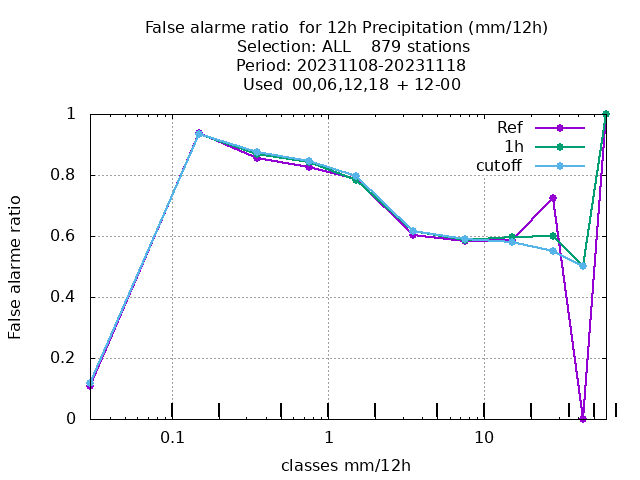 False alarme ratio  for 12h Precipitation (mm/12h)
Selection: ALL    879 stations
Period: 20231108-20231118
Used  00,06,12,18  + 12-00
Ref
1h
cutoff
False alarme ratio
1
0.8
0.6
0.4
0.2
0
0.1
1
10
classes mm/12h